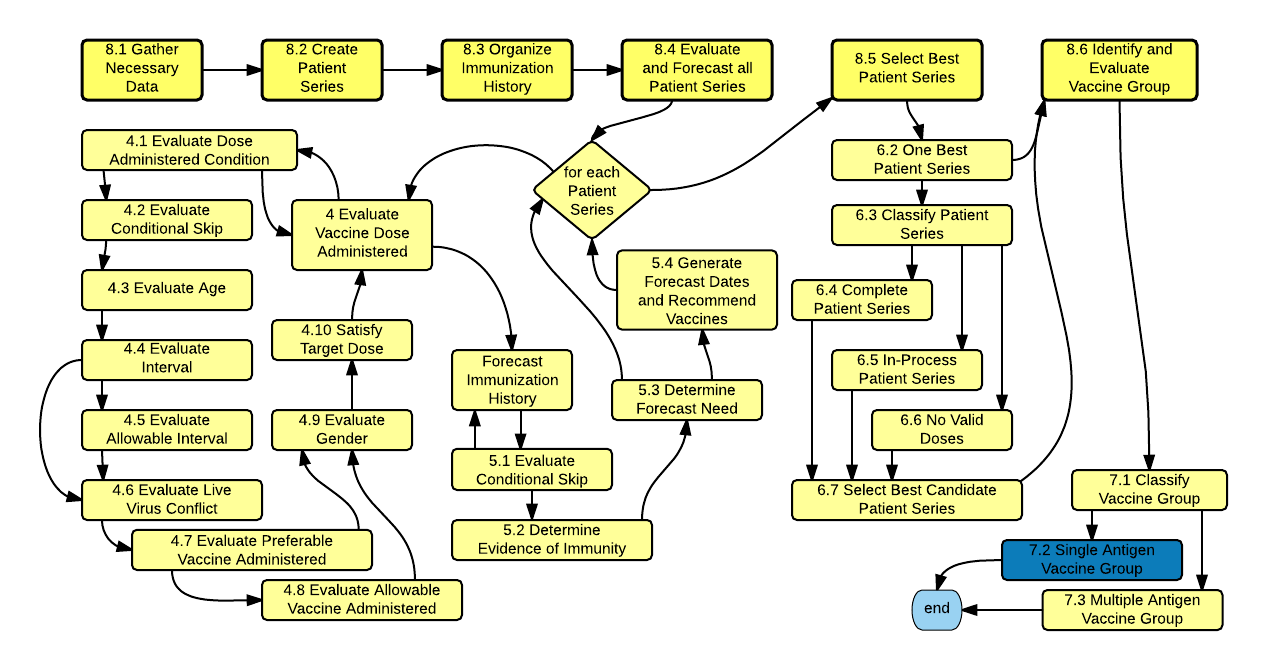 8.1 Gather
Necessary
Data
8.2 Create
Patient
Series
8.3 Organize
Immunization
History
8.4 Evaluate
and Forecast all
Patient Series
8.5 Select Best
Patient Series
8.6 Identify and
Evaluate
Vaccine Group
4.1 Evaluate Dose
Administered Condition
4.2 Evaluate
Conditional Skip
4.3 Evaluate Age
4.4 Evaluate
Interval
4.5 Evaluate
Allowable Interval
4.6 Evaluate Live
Virus Conflict
4.7 Evaluate Preferable
Vaccine Administered
4.8 Evaluate Allowable
Vaccine Administered
4 Evaluate
Vaccine Dose
Administered
4.10 Satisfy
Target Dose
4.9 Evaluate
Gender
for each
Patient
Series
Forecast
Immunization
History
5.1 Evaluate
Conditional Skip
5.2 Determine
Evidence of Immunity
5.4 Generate
Forecast Dates
and Recommend
Vaccines
5.3 Determine
Forecast Need
6.2 One Best
Patient Series
6.3 Classify Patient
Series
6.4 Complete
Patient Series
6.5 In-Process
Patient Series
6.6 No Valid
Doses
6.7 Select Best Candidate
Patient Series
7.1 Classify
Vaccine Group
7.2 Single Antigen
Vaccine Group
7.3 Multiple Antigen
Vaccine Group
end